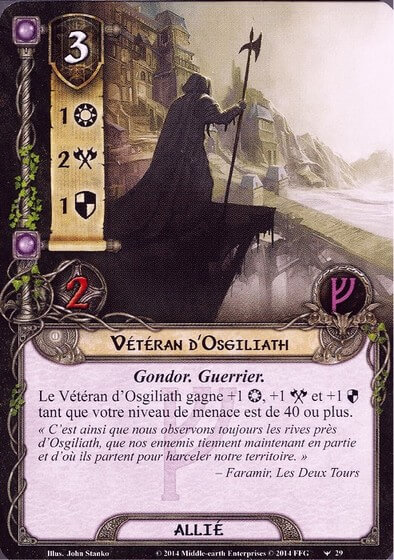 3
1
2
1
2
VÉTÉRAN D'OSGILIATH
Gondor. Guerrier.
Le Vétéran d'Osgiliath gagne +1 , +1 et +1
tant que votre niveau de menace est de 40 ou plus.
« C'est ainsi que nous observons toujours les rives près
d'Osgiliath, que nos ennemis tiennent maintenant en partie
et d'où ils partent pour harceler notre territoire. »
– Faramir, Les Deux Tours
ALLIÉ
Illus. John Stanko © 2014 Middle-earth Enterprises © 2014 FFG 29